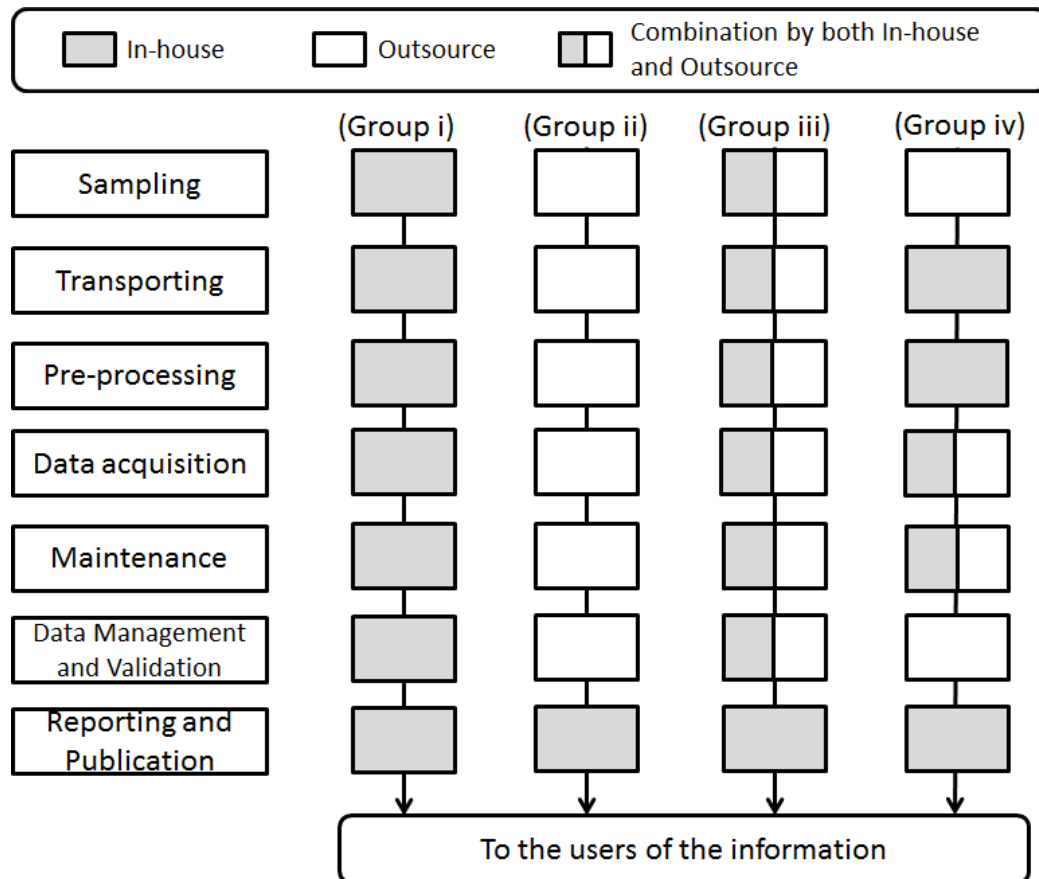 In-house
Outsource
Combination by both In-house
and Outsource
(Group i)
(Group ii)
(Group iii)
(Group iv)
Sampling
Transporting
Pre-processing
Data acquisition
Maintenance
Data Management
and Validation
Reporting and
Publication
To the users of the information